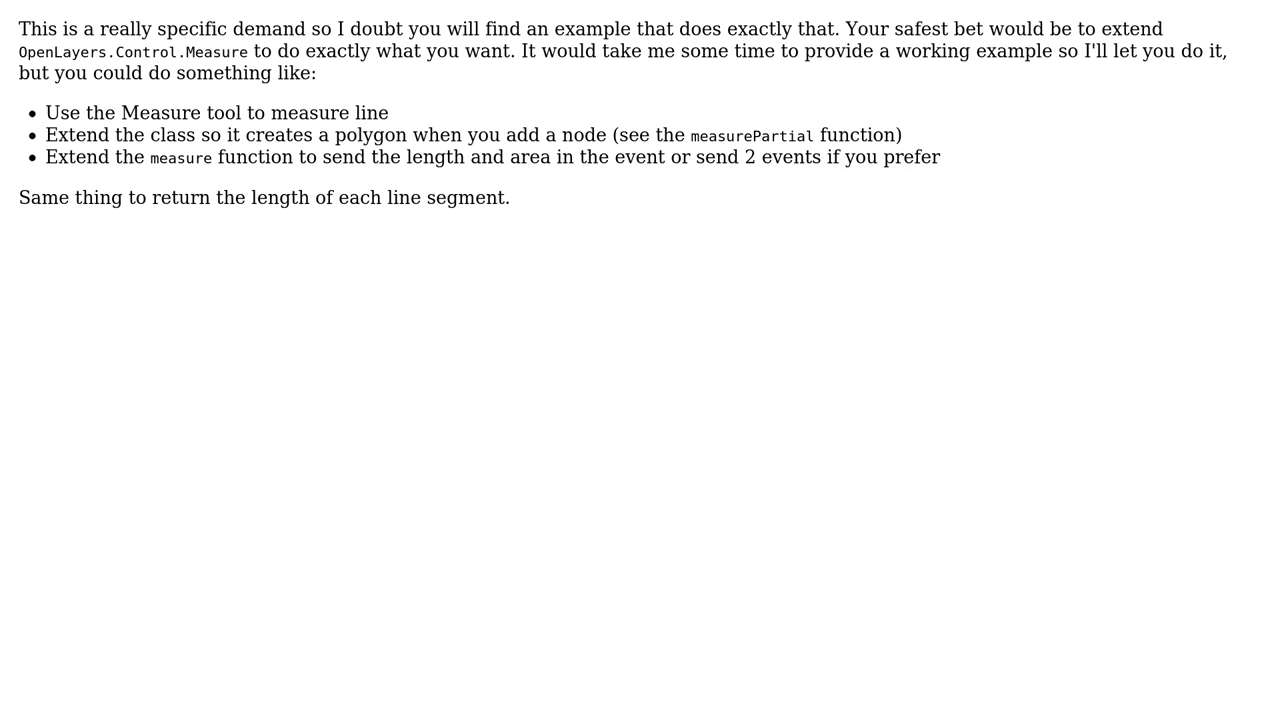 This is a really specific demand so I doubt you will find an example that does exactly that. Your safest bet would be to extend
OpenLayers.Control.Measure to do exactly what you want. It would take me some time to provide a working example so I'll let you do it,
but you could do something like:
• Use the Measure tool to measure line
• Extend the class so it creates a polygon when you add a node (see the measurePartial function)
• Extend the measure function to send the length and area in the event or send 2 events if you prefer
Same thing to return the length of each line segment.